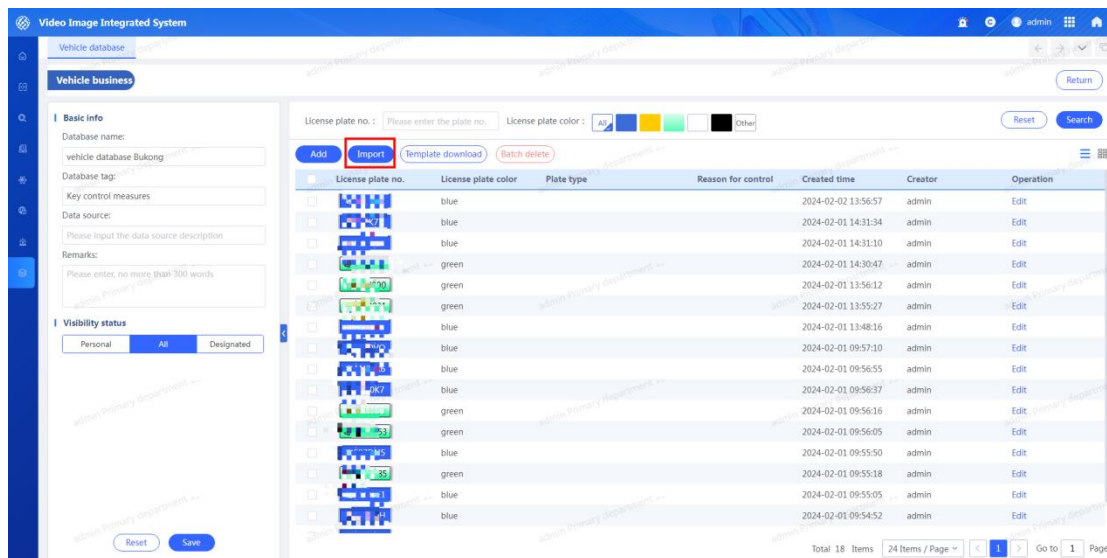 Video Image Integrated System
admin
Vehicle database
Vehicle business
Return
Basic info
Database name:
vehicle database Bukong
Database tag:
Key control measures
Data source:
Please input the data source description
Remarks:
Please enter, no more than 300 words
Visibility status
Personal All Designated
Reset Save
License plate no. : Please enter the plate no. License plate color : All Other Reset Search
Add Import Template download Batch delete
License plate no. License plate color Plate type Reason for control Created time Creator Operation
blue 2024-02-02 13:56:57 admin Edit
blue 2024-02-01 14:31:34 admin Edit
blue 2024-02-01 14:31:10 admin Edit
green 2024-02-01 14:30:47 admin Edit
green 2024-02-01 13:56:12 admin Edit
green 2024-02-01 13:55:27 admin Edit
blue 2024-02-01 13:48:16 admin Edit
blue 2024-02-01 09:57:10 admin Edit
blue 2024-02-01 09:56:55 admin Edit
blue 2024-02-01 09:56:37 admin Edit
green 2024-02-01 09:56:16 admin Edit
green 2024-02-01 09:56:05 admin Edit
blue 2024-02-01 09:55:50 admin Edit
green 2024-02-01 09:55:18 admin Edit
blue 2024-02-01 09:55:05 admin Edit
blue 2024-02-01 09:54:52 admin Edit
Total 18 Items 24 Items / Page 1 Go to 1 Page
admin Primary department